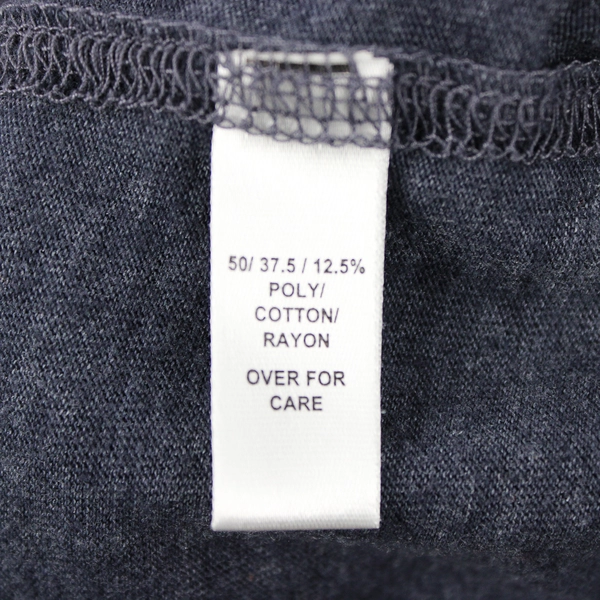 50/ 37.5 / 12.5%
POLY/
COTTON/
RAYON
OVER FOR
CARE